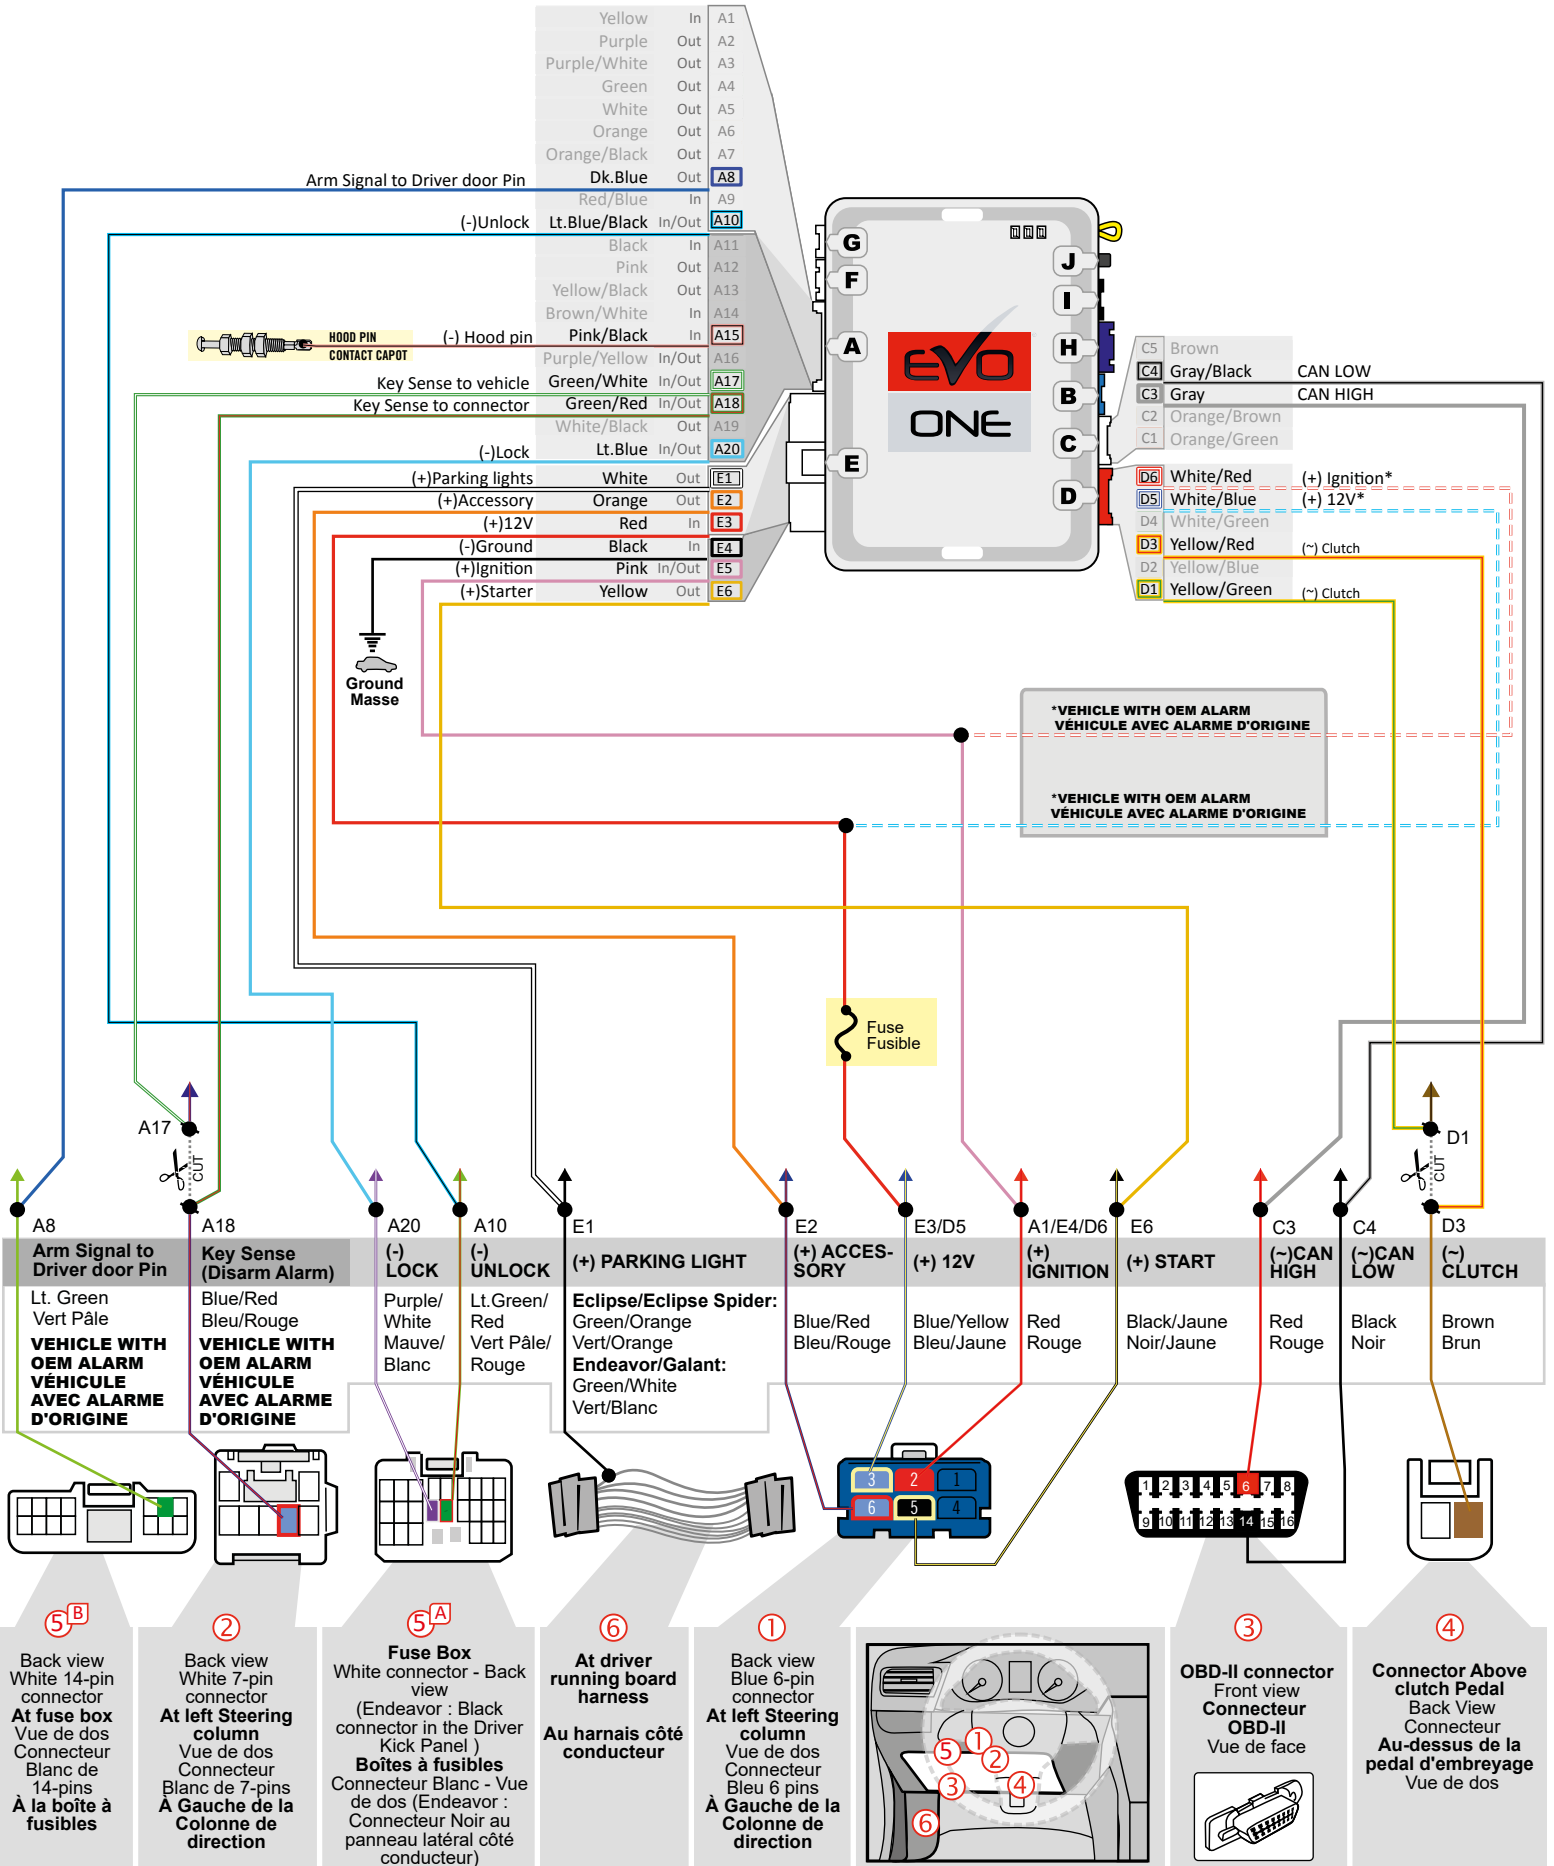 Yellow In A1
Purple Out A2
Purple/White Out A3
Green Out A4
White Out A5
Orange Out A6
Orange/Black Out A7
Arm Signal to Driver door Pin Dk.Blue Out A8
Red/Blue In A9
(-)Unlock Lt.Blue/Black In/Out A10
Black In A11
Pink Out A12
Yellow/Black Out A13
Brown/White In A14
(-) Hood pin Pink/Black In A15
Purple/Yellow In/Out A16
Key Sense to vehicle Green/White In/Out A17
Key Sense to connector Green/Red In/Out A18
White/Black Out A19
(-)Lock Lt.Blue In/Out A20
(+)Parking lights White Out E1
(+)Accessory Orange Out E2
(+)12V Red In E3
(-)Ground Black In E4
(+)Ignition Pink In/Out E5
(+)Starter Yellow Out E6
HOOD PIN
CONTACT CAPOT
Ground
Masse
G
F
A
E
J
I
H
B
C
D
EVO
ONE
C5 Brown
C4 Gray/Black CAN LOW
C3 Gray CAN HIGH
C2 Orange/Brown
C1 Orange/Green
D6 White/Red (+) Ignition*
D5 White/Blue (+) 12V*
D4 White/Green
D3 Yellow/Red (~) Clutch
D2 Yellow/Blue
D1 Yellow/Green (~) Clutch
*VEHICLE WITH OEM ALARM
VÉHICULE AVEC ALARME D'ORIGINE
*VEHICLE WITH OEM ALARM
VÉHICULE AVEC ALARME D'ORIGINE
Fuse
Fusible
A17
CUT
D1
CUT
A8
A18
A20
A10
E1
E2
E3/D5
A1/E4/D6
E6
C3
C4
D3
Arm Signal to
Driver door Pin
Lt. Green
Vert Pâle
VEHICLE WITH
OEM ALARM
VÉHICULE
AVEC ALARME
D'ORIGINE
Key Sense
(Disarm Alarm)
Blue/Red
Bleu/Rouge
VEHICLE WITH
OEM ALARM
VÉHICULE
AVEC ALARME
D'ORIGINE
(-)
LOCK
Purple/
White
Mauve/
Blanc
(-)
UNLOCK
Lt.Green/
Red
Vert Pâle/
Rouge
(+) PARKING LIGHT
Eclipse/Eclipse Spider:
Green/Orange
Vert/Orange
Endeavor/Galant:
Green/White
Vert/Blanc
(+) ACCES-
SORY
Blue/Red
Bleu/Rouge
(+) 12V
Blue/Yellow
Bleu/Jaune
(+)
IGNITION
Red
Rouge
(+) START
Black/Jaune
Noir/Jaune
(~)CAN
HIGH
Red
Rouge
(~)CAN
LOW
Black
Noir
(~)
CLUTCH
Brown
Brun
3 2 1
6 5 4
1 2 3 4 5 6 7 8
9 10 11 12 13 14 15 16
5 B
Back view
White 14-pin
connector
At fuse box
Vue de dos
Connecteur
Blanc de
14-pins
À la boîte à
fusibles
2
Back view
White 7-pin
connector
At left Steering
column
Vue de dos
Connecteur
Blanc de 7-pins
À Gauche de la
Colonne de
direction
5 A
Fuse Box
White connector - Back
view
(Endeavor : Black
connector in the Driver
Kick Panel )
Boîtes à fusibles
Connecteur Blanc - Vue
de dos (Endeavor :
Connecteur Noir au
panneau latéral côté
conducteur)
6
At driver
running board
harness
Au harnais côté
conducteur
1
Back view
Blue 6-pin
connector
At left Steering
column
Vue de dos
Connecteur
Bleu 6 pins
À Gauche de la
Colonne de
direction
5
1
2
3
4
6
3
OBD-II connector
Front view
Connecteur
OBD-II
Vue de face
4
Connector Above
clutch Pedal
Back View
Connecteur
Au-dessus de la
pedal d'embreyage
Vue de dos